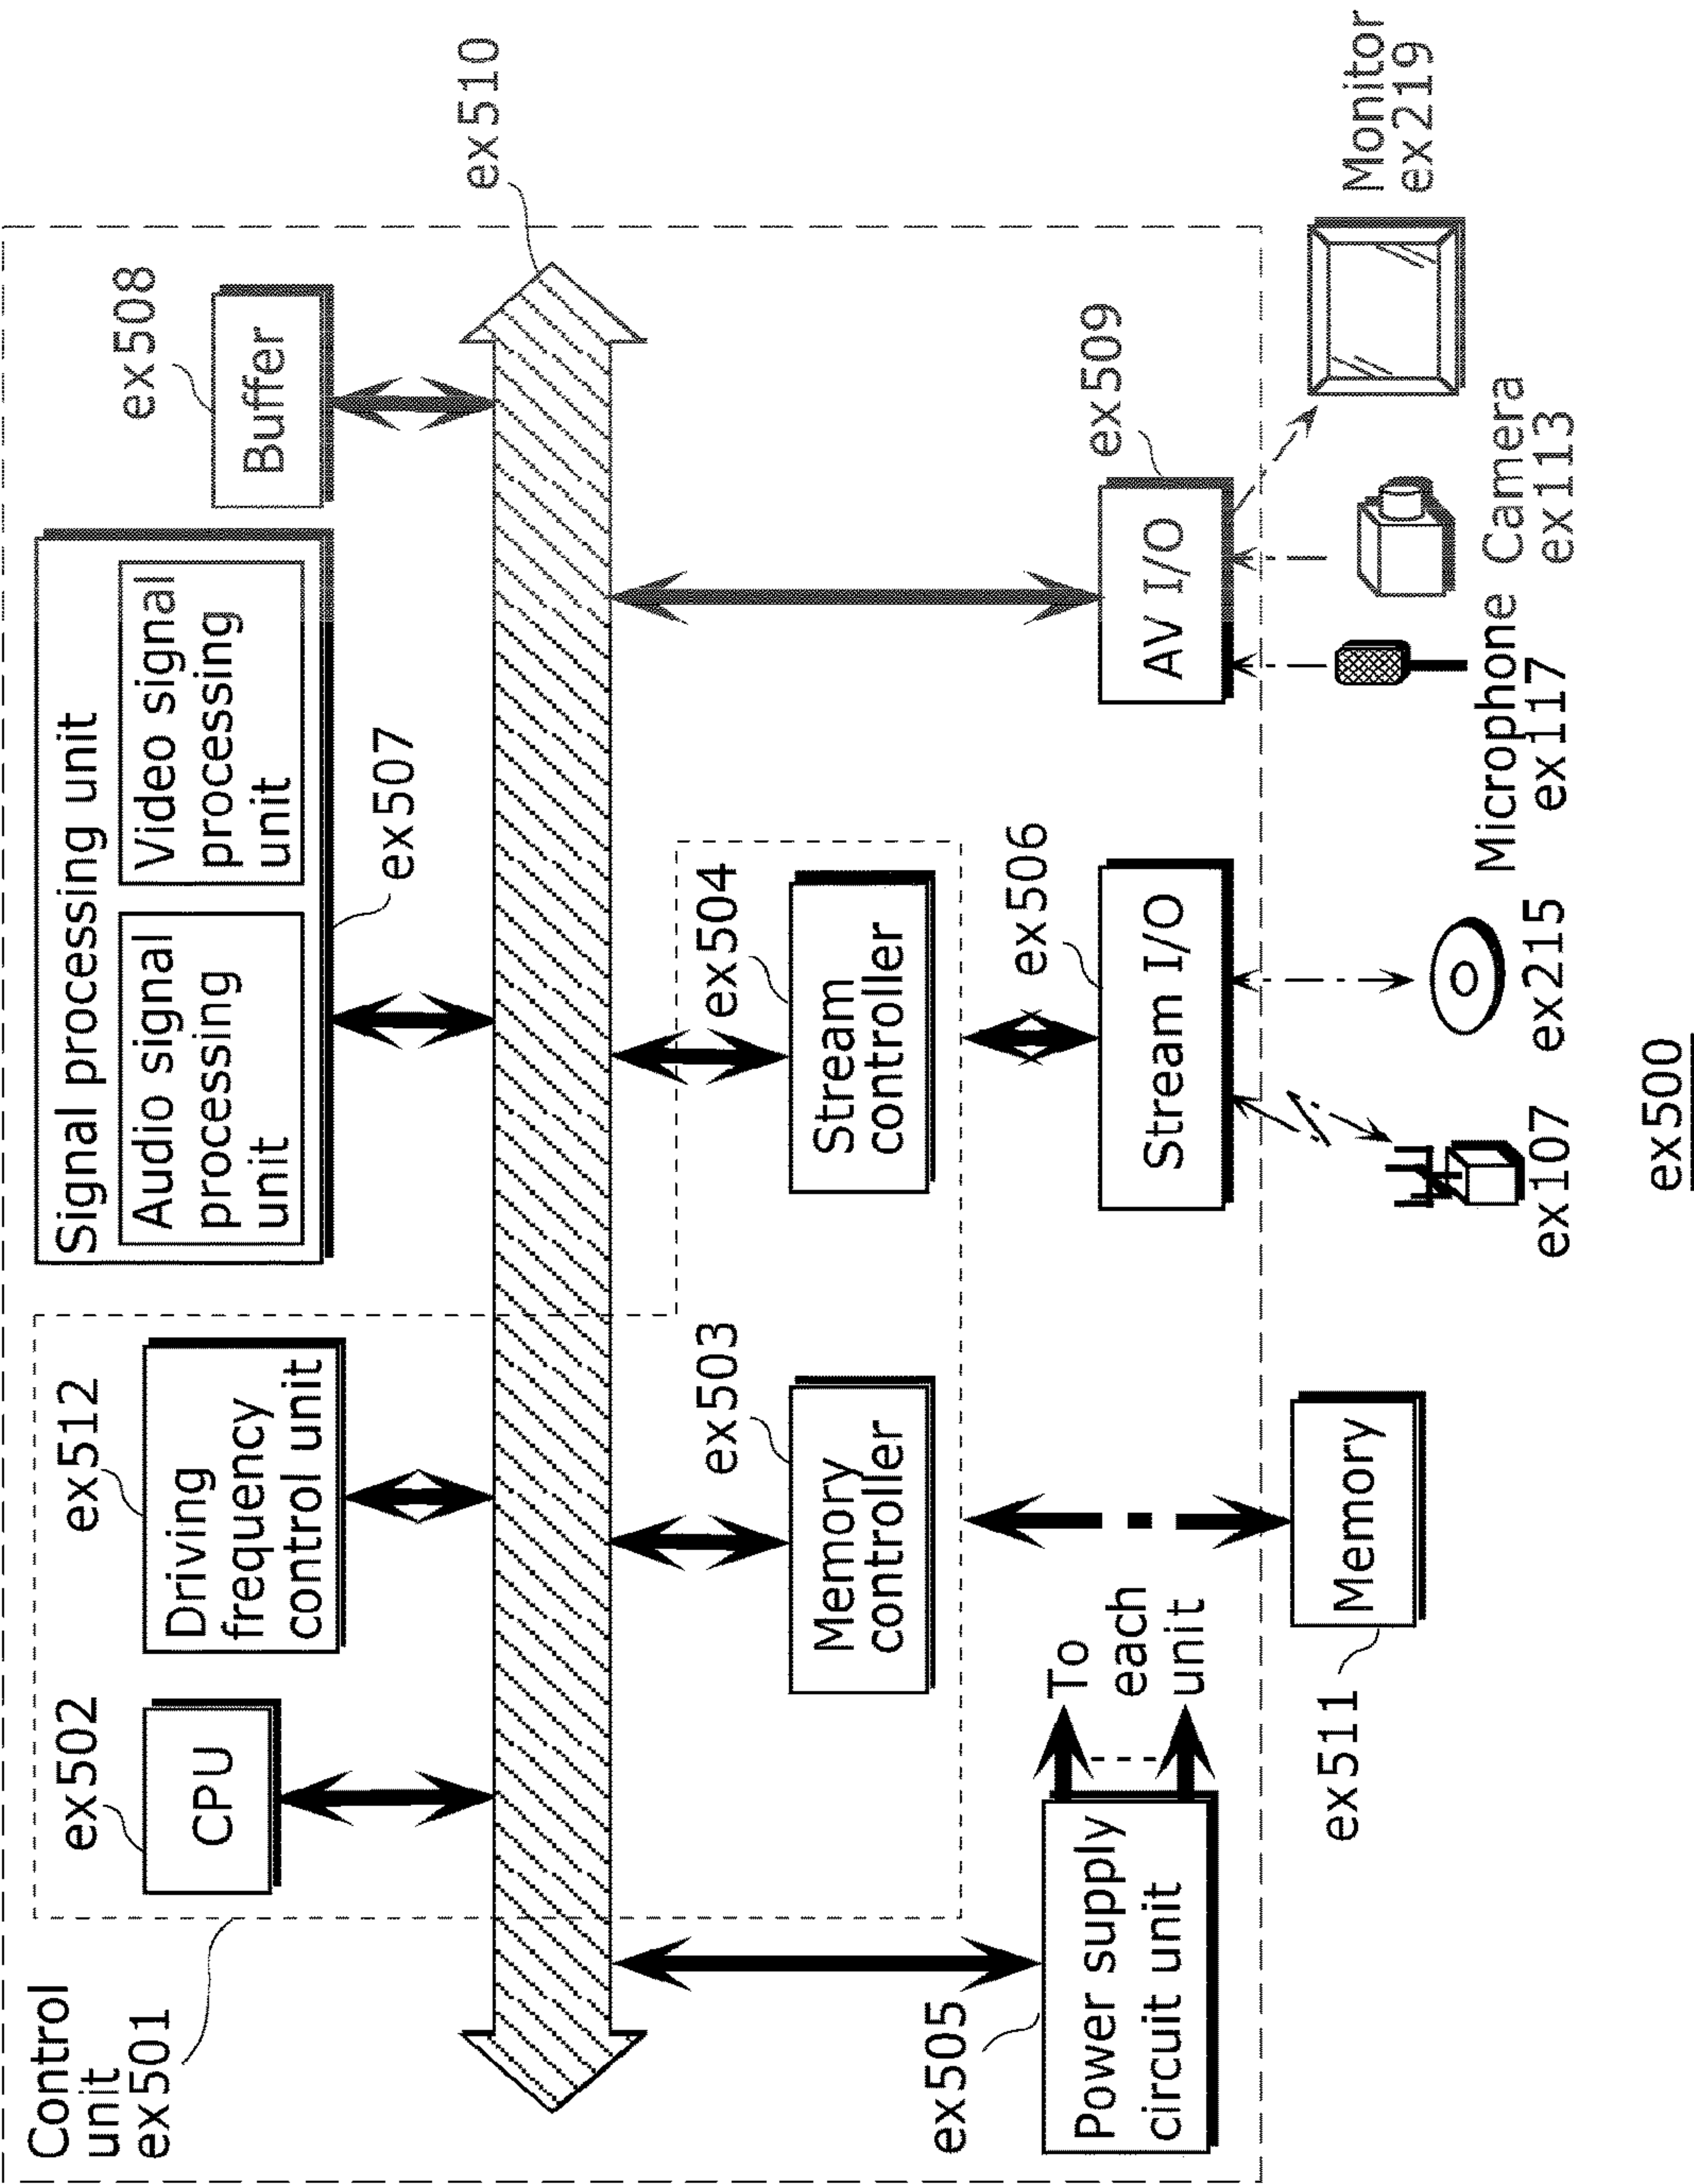 Control
unit
ex501
ex502
CPU
ex512
Driving
frequency
control unit
Signal processing unit
Audio signal
processing
unit
Video signal
processing
unit
ex507
ex508
Buffer
ex510
ex503
Memory
controller
ex504
Stream
controller
ex505
Power supply
circuit unit
To
each
unit
ex506
Stream I/O
ex509
AV I/O
ex511
Memory
ex107
ex215
Microphone
ex117
Camera
ex113
Monitor
ex219
ex500